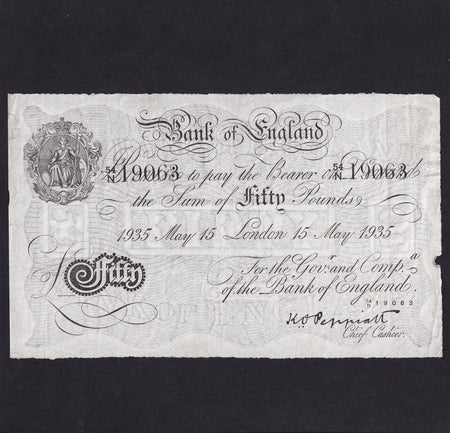 Bank of England
54/N 19063 to pay the Bearer on 54/N 19063
the Sum of Fifty Pounds
1935 May 15 London 15 May 1935
For the Govr. and Compa.
of the Bank of England.
Fifty
54/N 19063
K O Peppiatt
Chief Cashier.